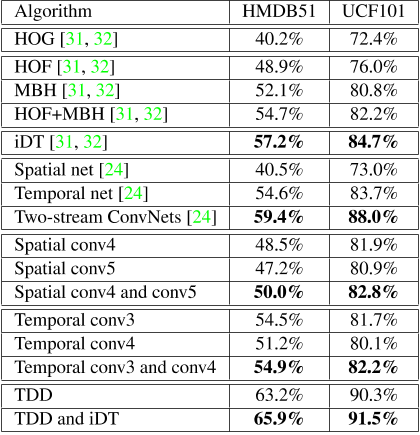 Algorithm HMDB51 UCF101
HOG [31, 32] 40.2% 72.4%
HOF [31, 32] 48.9% 76.0%
MBH [31, 32] 52.1% 80.8%
HOF+MBH [31, 32] 54.7% 82.2%
iDT [31, 32] 57.2% 84.7%
Spatial net [24] 40.5% 73.0%
Temporal net [24] 54.6% 83.7%
Two-stream ConvNets [24] 59.4% 88.0%
Spatial conv4 48.5% 81.9%
Spatial conv5 47.2% 80.9%
Spatial conv4 and conv5 50.0% 82.8%
Temporal conv3 54.5% 81.7%
Temporal conv4 51.2% 80.1%
Temporal conv3 and conv4 54.9% 82.2%
TDD 63.2% 90.3%
TDD and iDT 65.9% 91.5%